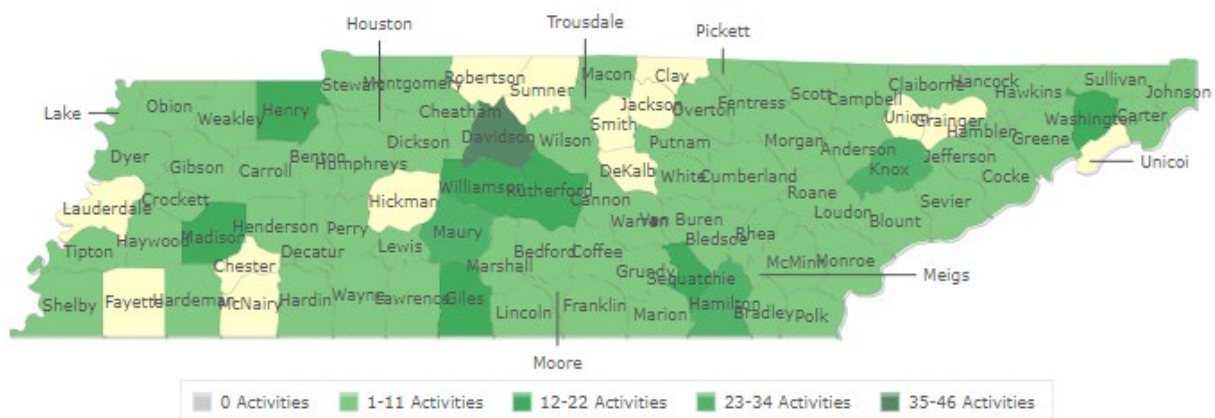 Houston
Trousdale
Pickett
Lake
Obion
Weakley
Henry
Stewart
Montgomery
Robertson
Sumner
Macon
Clay
Jackson
Overton
Fentress
Scott
Campbell
Claiborne
Hancock
Hawkins
Sullivan
Johnson
Cheatham
Davidson
Wilson
Smith
Putnam
Morgan
Anderson
Union
Grainger
Hamblen
Greene
Washington
Carter
Unicoi
Dyer
Gibson
Carroll
Benton
Humphreys
Dickson
Williamson
Rutherford
Cannon
DeKalb
White
Cumberland
Roane
Knox
Jefferson
Cocke
Sevier
Lauderdale
Crockett
Haywood
Madison
Henderson
Decatur
Perry
Hickman
Lewis
Maury
Bedford
Coffee
Warren
Van Buren
Bledsoe
Rhea
Loudon
Blount
Tipton
Chester
Marshall
Grundy
Sequatchie
McMinn
Monroe
Meigs
Shelby
Fayette
Hardeman
McNairy
Hardin
Wayne
Lawrence
Giles
Lincoln
Franklin
Marion
Hamilton
Bradley
Polk
Moore
0 Activities
1-11 Activities
12-22 Activities
23-34 Activities
35-46 Activities